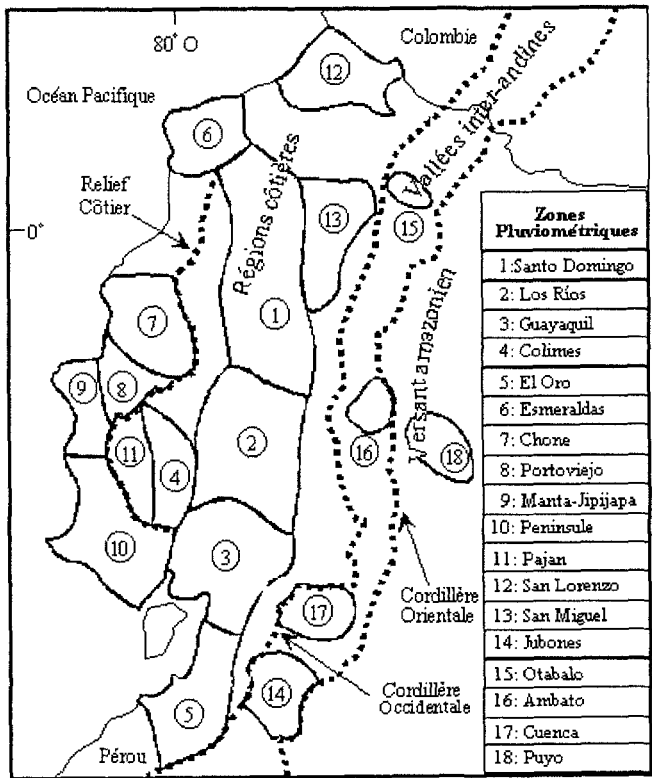 80° O
Colombie
12
Océan Pacifique
6
Vallées inter-andines
Relief
Côtier
Régions côtières
13
15
0°
1
7
Versant amazonien
9
8
11
4
2
16
18
10
3
17
Cordillère
Orientale
14
Cordillère
Occidentale
5
Pérou
Zones
Pluviométriques
1:Santo Domingo
2: Los Ríos
3: Guayaquil
4: Colimes
5: El Oro
6: Esmeraldas
7: Chone
8: Portoviejo
9: Manta-Jipijapa
10: Peninsule
11: Pajan
12: San Lorenzo
13: San Miguel
14: Jubones
15: Otabalo
16: Ambato
17: Cuenca
18: Puyo